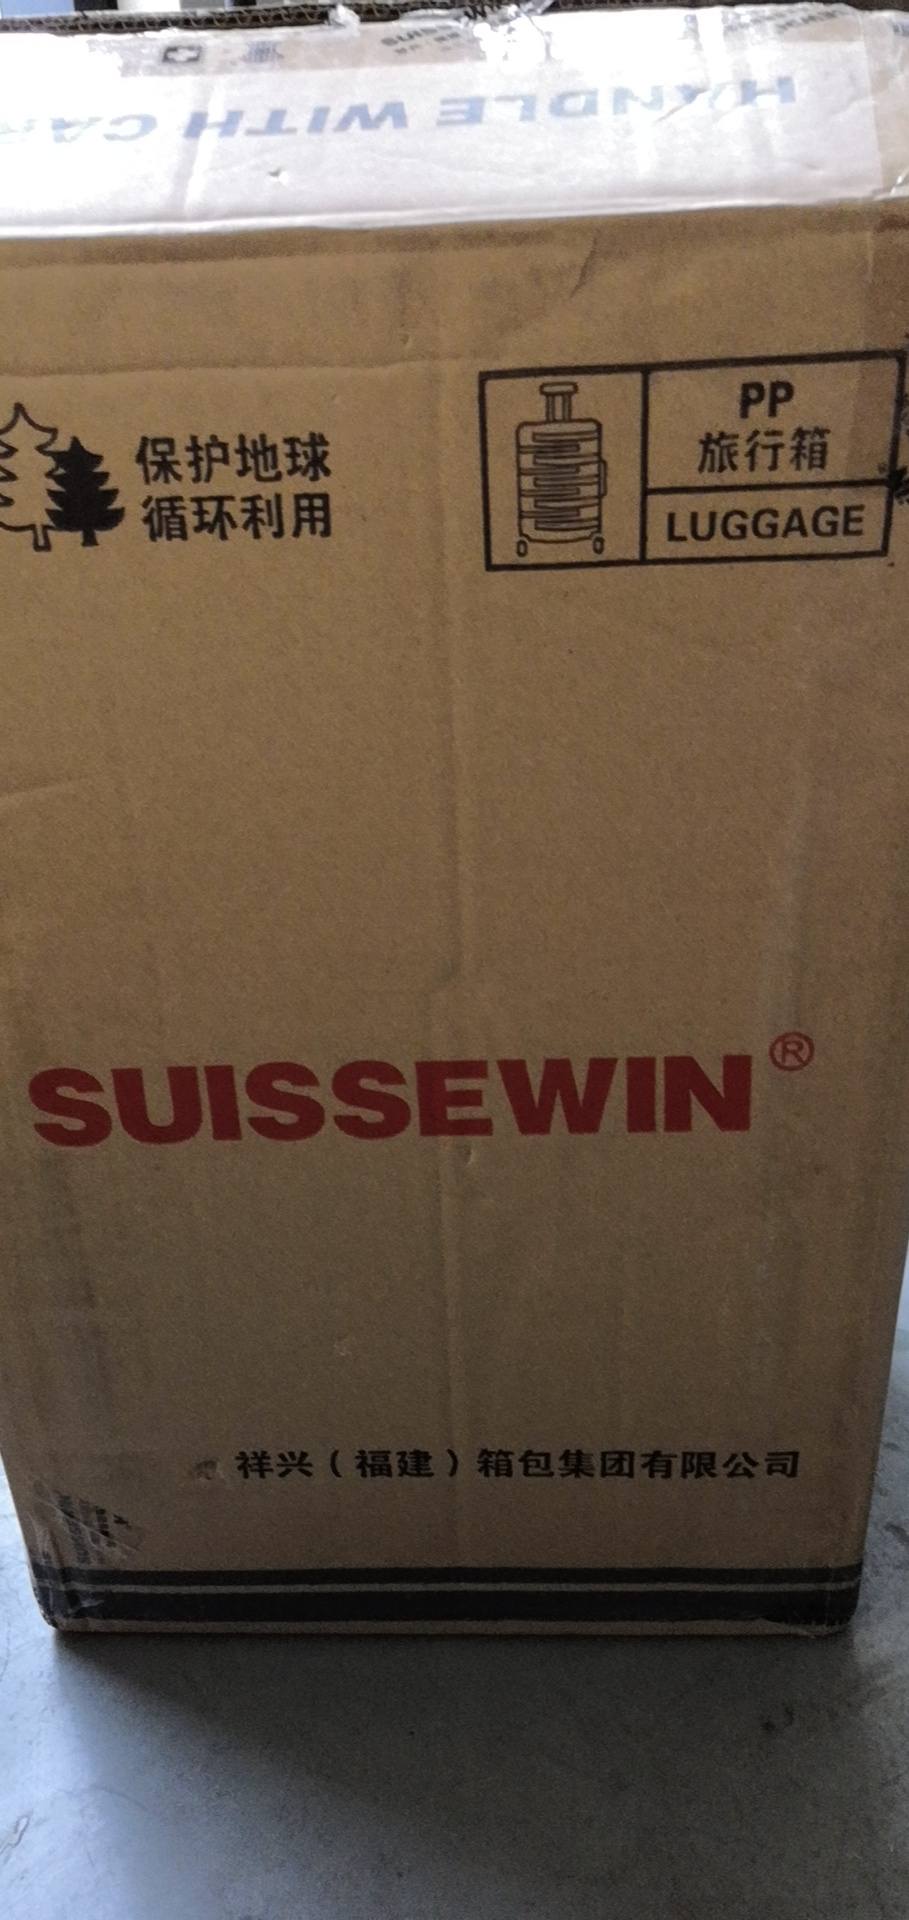 HANDLE WITH CA
保护地球
循环利用
PP
旅行箱
LUGGAGE
SUISSEWIN®
祥兴（福建）箱包集团有限公司